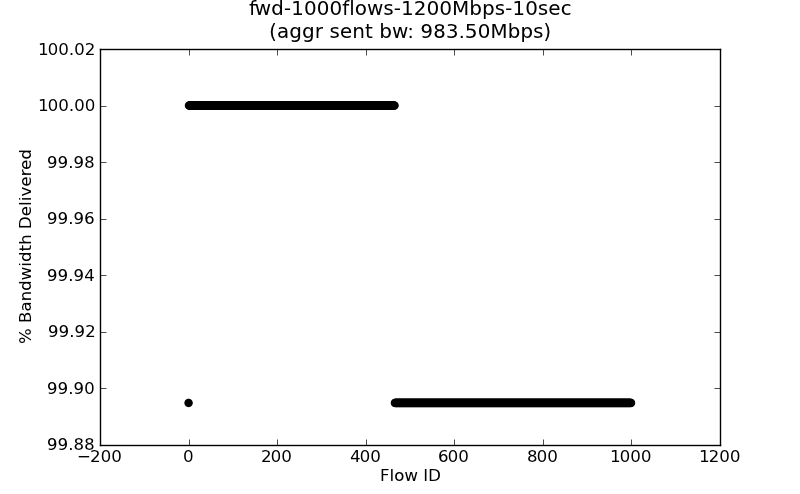 fwd-1000flows-1200Mbps-10sec
(aggr sent bw: 983.50Mbps)
100.02
100.00
99.98
99.96
99.94
99.92
99.90
99.88
% Bandwidth Delivered
−200 0 200 400 600 800 1000 1200
Flow ID